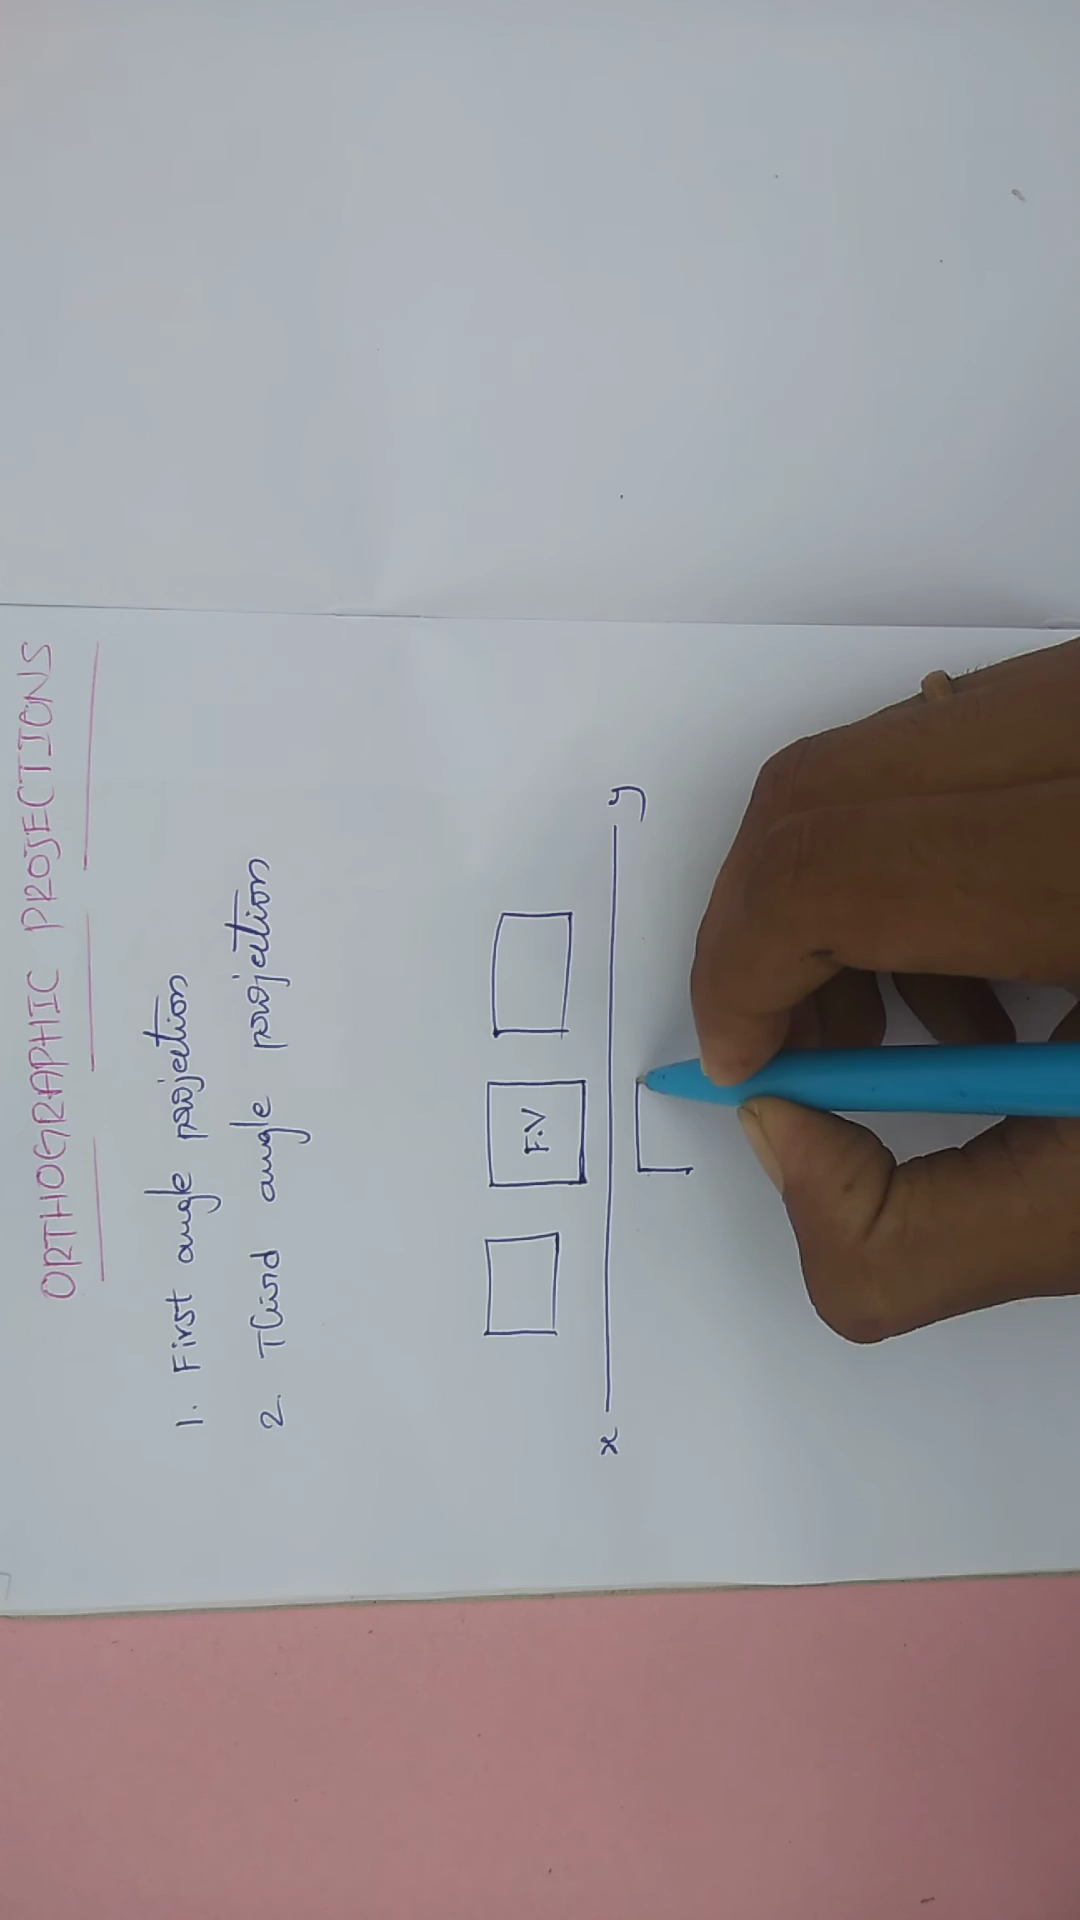 ORTHOGRAPHIC PROJECTIONS
1. First angle projection
2. Third angle projection
F.V
x y